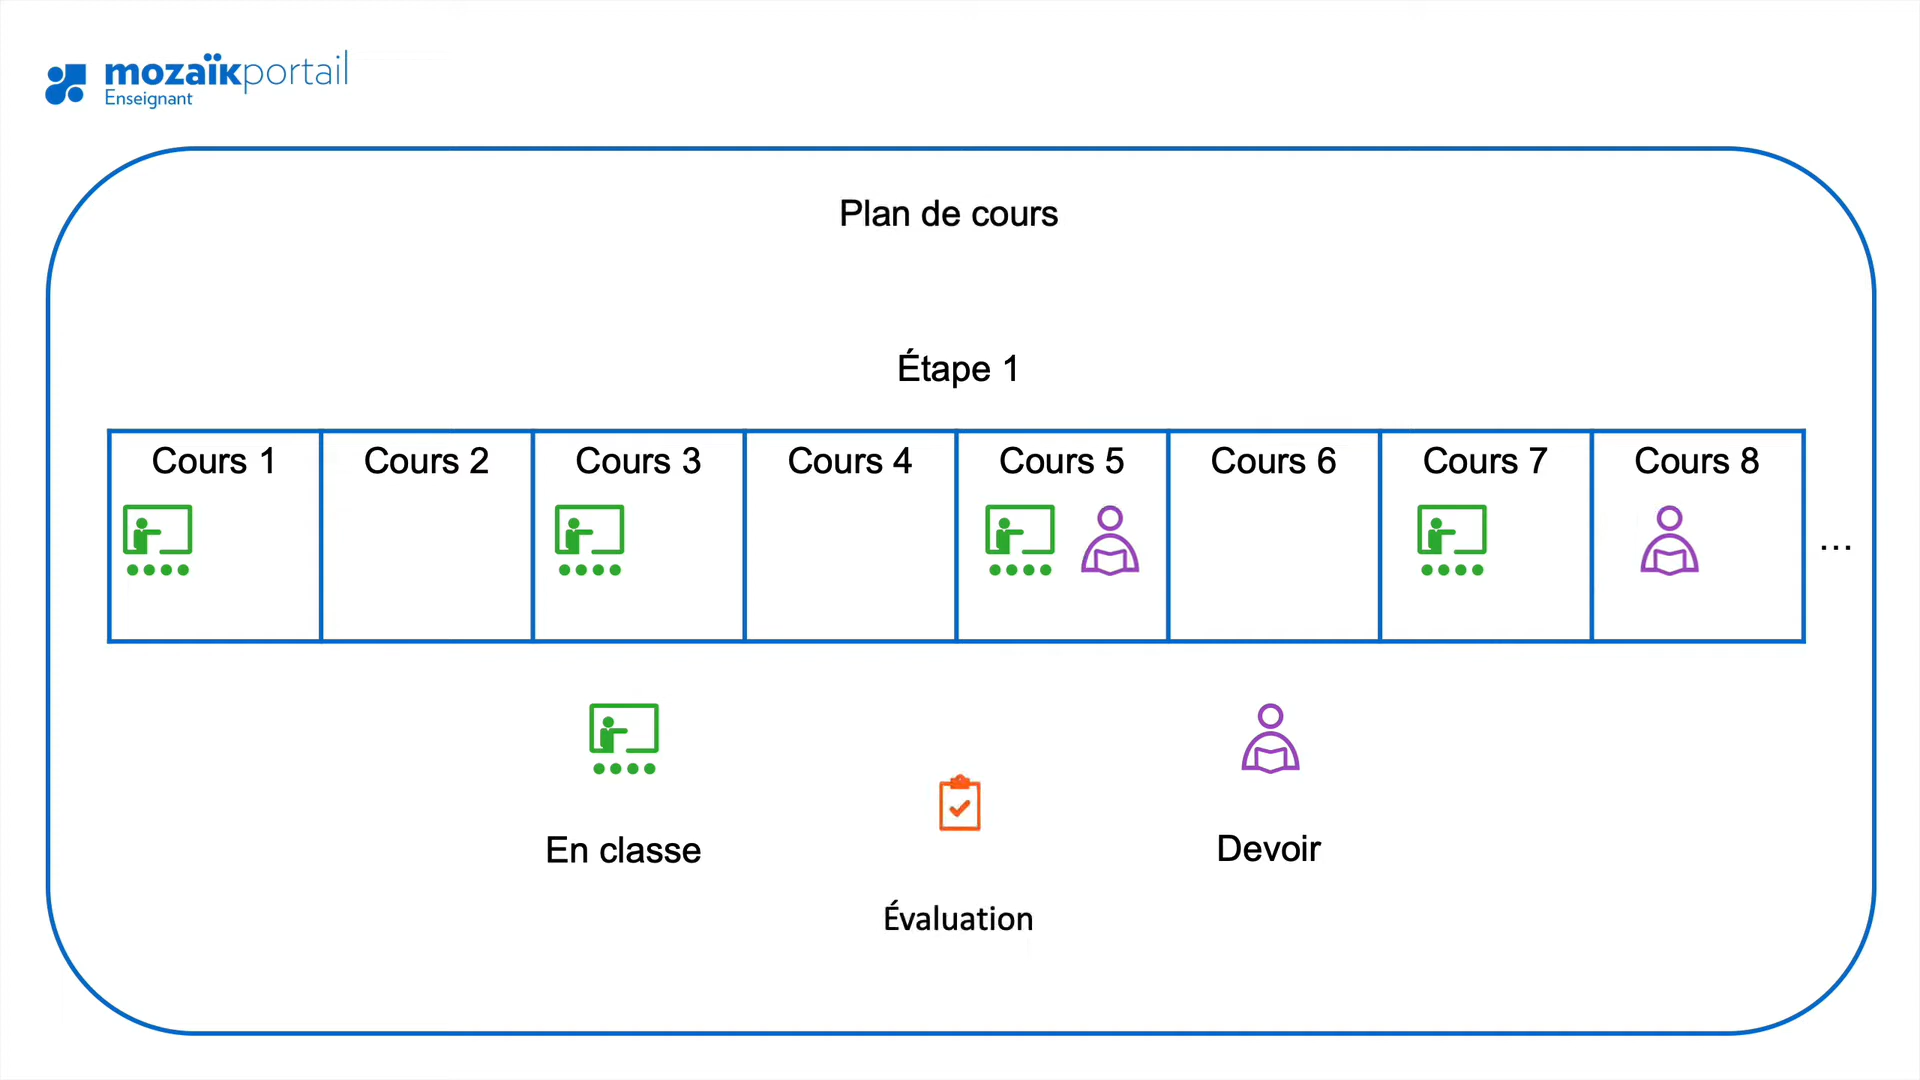 mozaïkportail
Enseignant
Plan de cours
Étape 1
Cours 1 Cours 2 Cours 3 Cours 4 Cours 5 Cours 6 Cours 7 Cours 8
...
En classe
Devoir
Évaluation